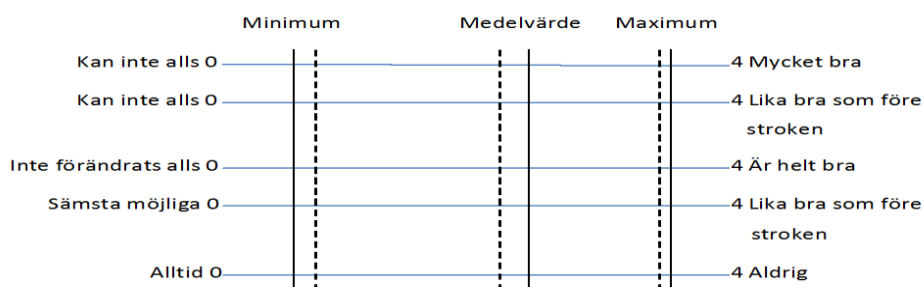 Minimum Medelvärde Maximum
Kan inte alls 0 4 Mycket bra
Kan inte alls 0 4 Lika bra som före
stroken
Inte förändrats alls 0 4 Är helt bra
Sämsta möjliga 0 4 Lika bra som före
stroken
Alltid 0 4 Aldrig